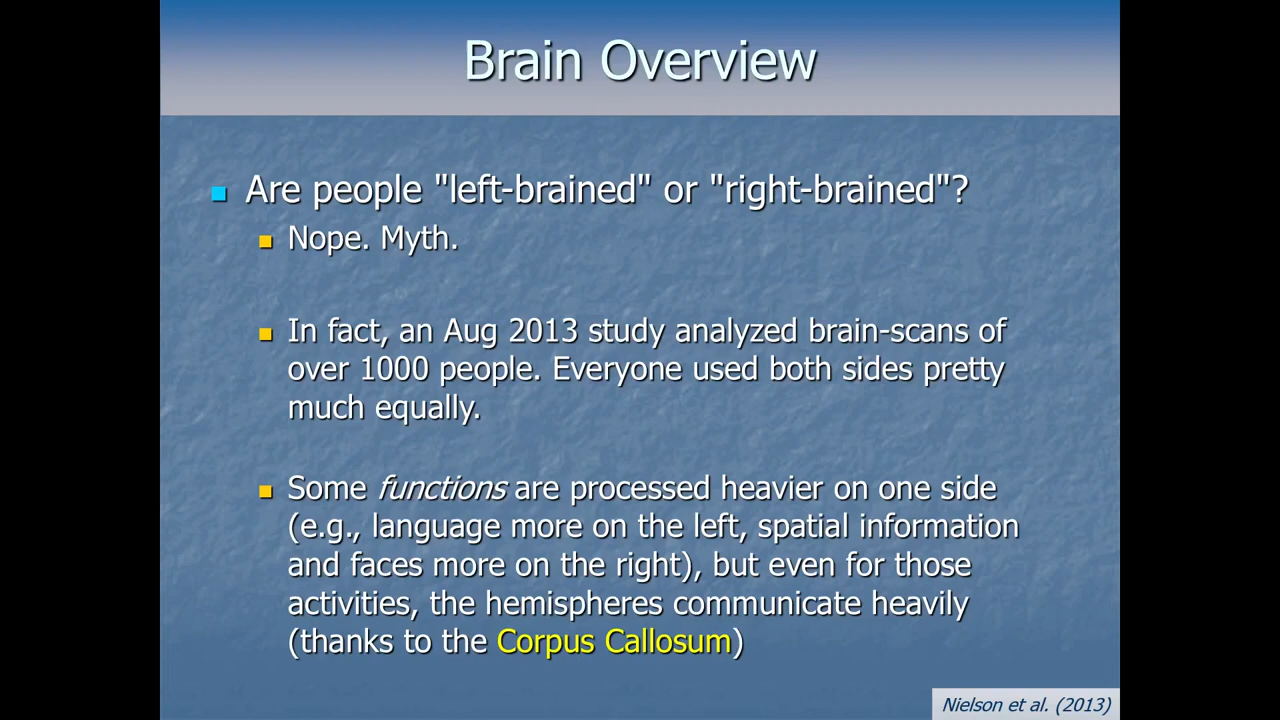 Brain Overview
Are people "left-brained" or "right-brained"?
Nope. Myth.
In fact, an Aug 2013 study analyzed brain-scans of
over 1000 people. Everyone used both sides pretty
much equally.
Some functions are processed heavier on one side
(e.g., language more on the left, spatial information
and faces more on the right), but even for those
activities, the hemispheres communicate heavily
(thanks to the Corpus Callosum)
Nielson et al. (2013)